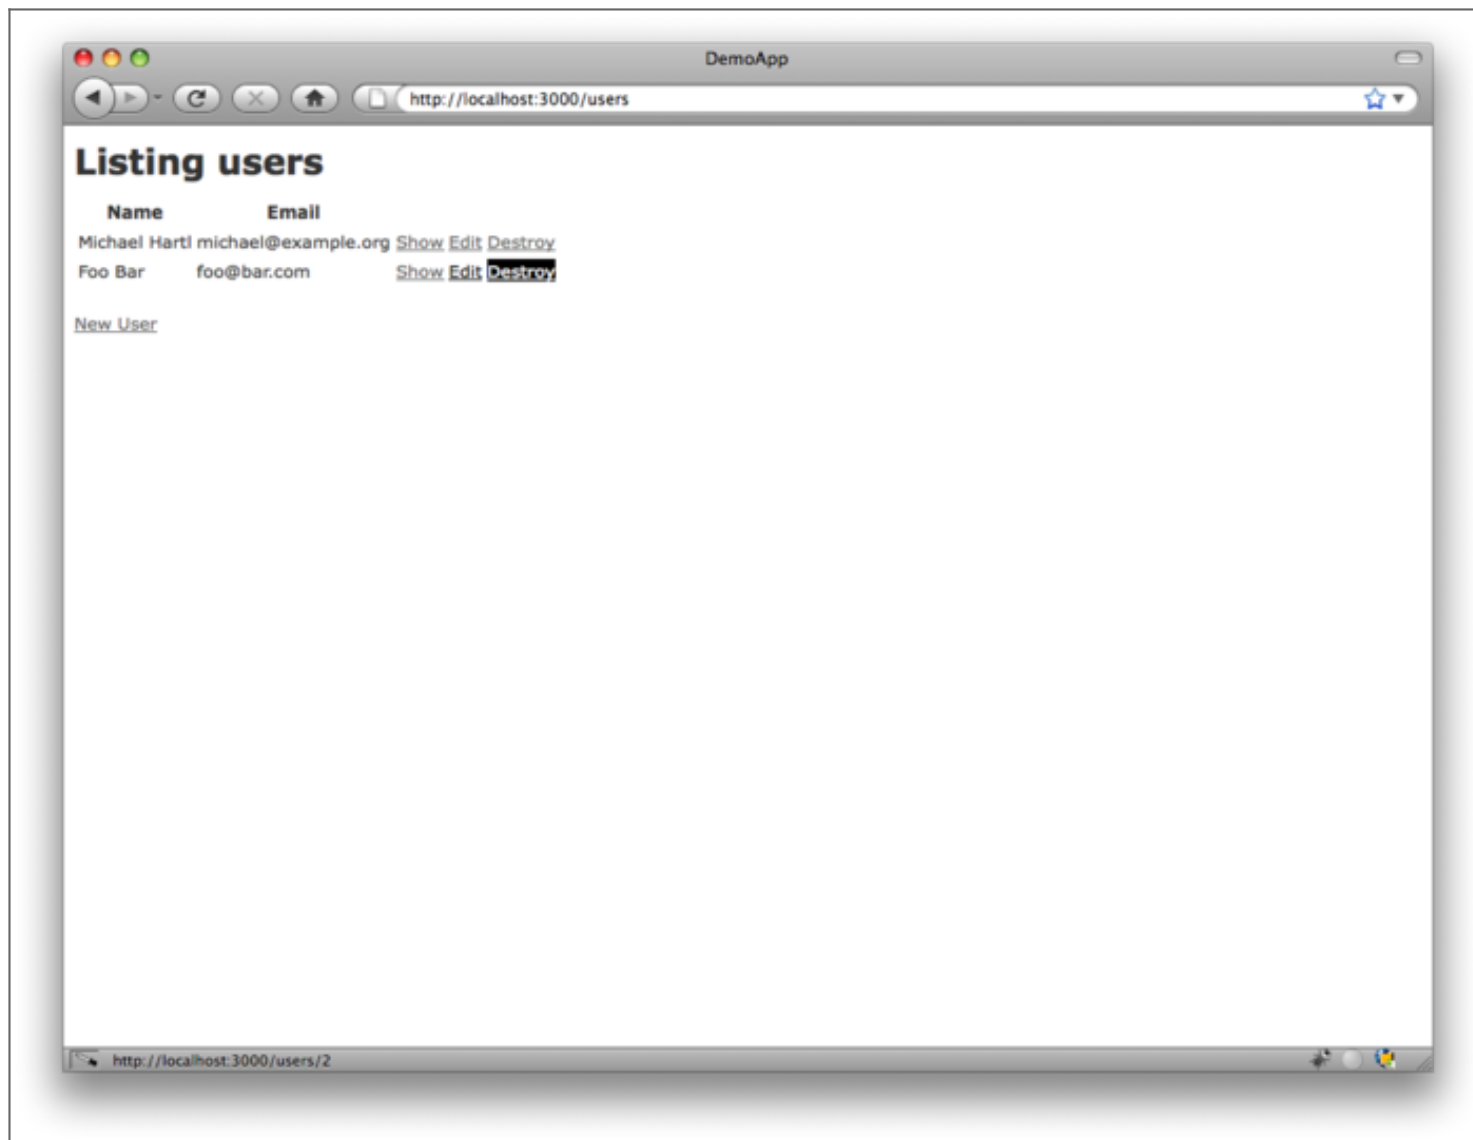 DemoApp
http://localhost:3000/users
Listing users
Name Email
Michael Hartl michael@example.org Show Edit Destroy
Foo Bar foo@bar.com Show Edit Destroy
New User
http://localhost:3000/users/2